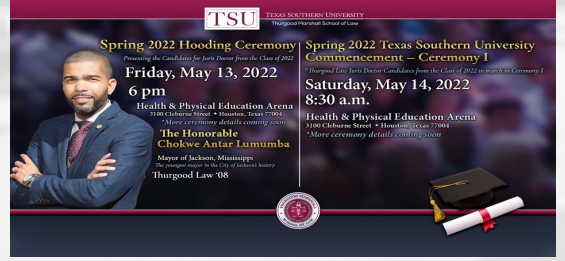 TSU
TEXAS SOUTHERN UNIVERSITY
Thurgood Marshall School of Law
Spring 2022 Hooding Ceremony
Presenting the Candidates for Juris Doctor from the Class of 2022
Friday, May 13, 2022
6 pm
Health & Physical Education Arena
3100 Cleburne Street • Houston, Texas 77004
*More ceremony details coming soon
The Honorable
Chokwe Antar Lumumba
Mayor of Jackson, Mississippi
The youngest mayor in the City of Jackson's history
Thurgood Law '08
Spring 2022 Texas Southern University
Commencement – Ceremony I
*Thurgood Law Juris Doctor Candidates from the Class of 2022 to march in Ceremony I
Saturday, May 14, 2022
8:30 a.m.
Health & Physical Education Arena
3100 Cleburne Street • Houston, Texas 77004
*More ceremony details coming soon